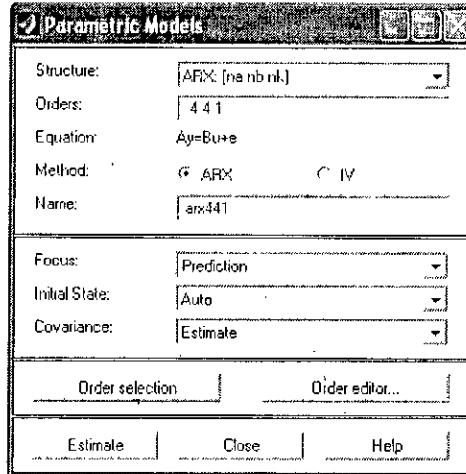 Parametric Models
Structure: ARX: [na nb nk]
Orders: 4 4 1
Equation: Ay=Bu+e
Method: ARX IV
Name: arx441
Focus: Prediction
Initial State: Auto
Covariance: Estimate
Order selection Order editor...
Estimate Close Help